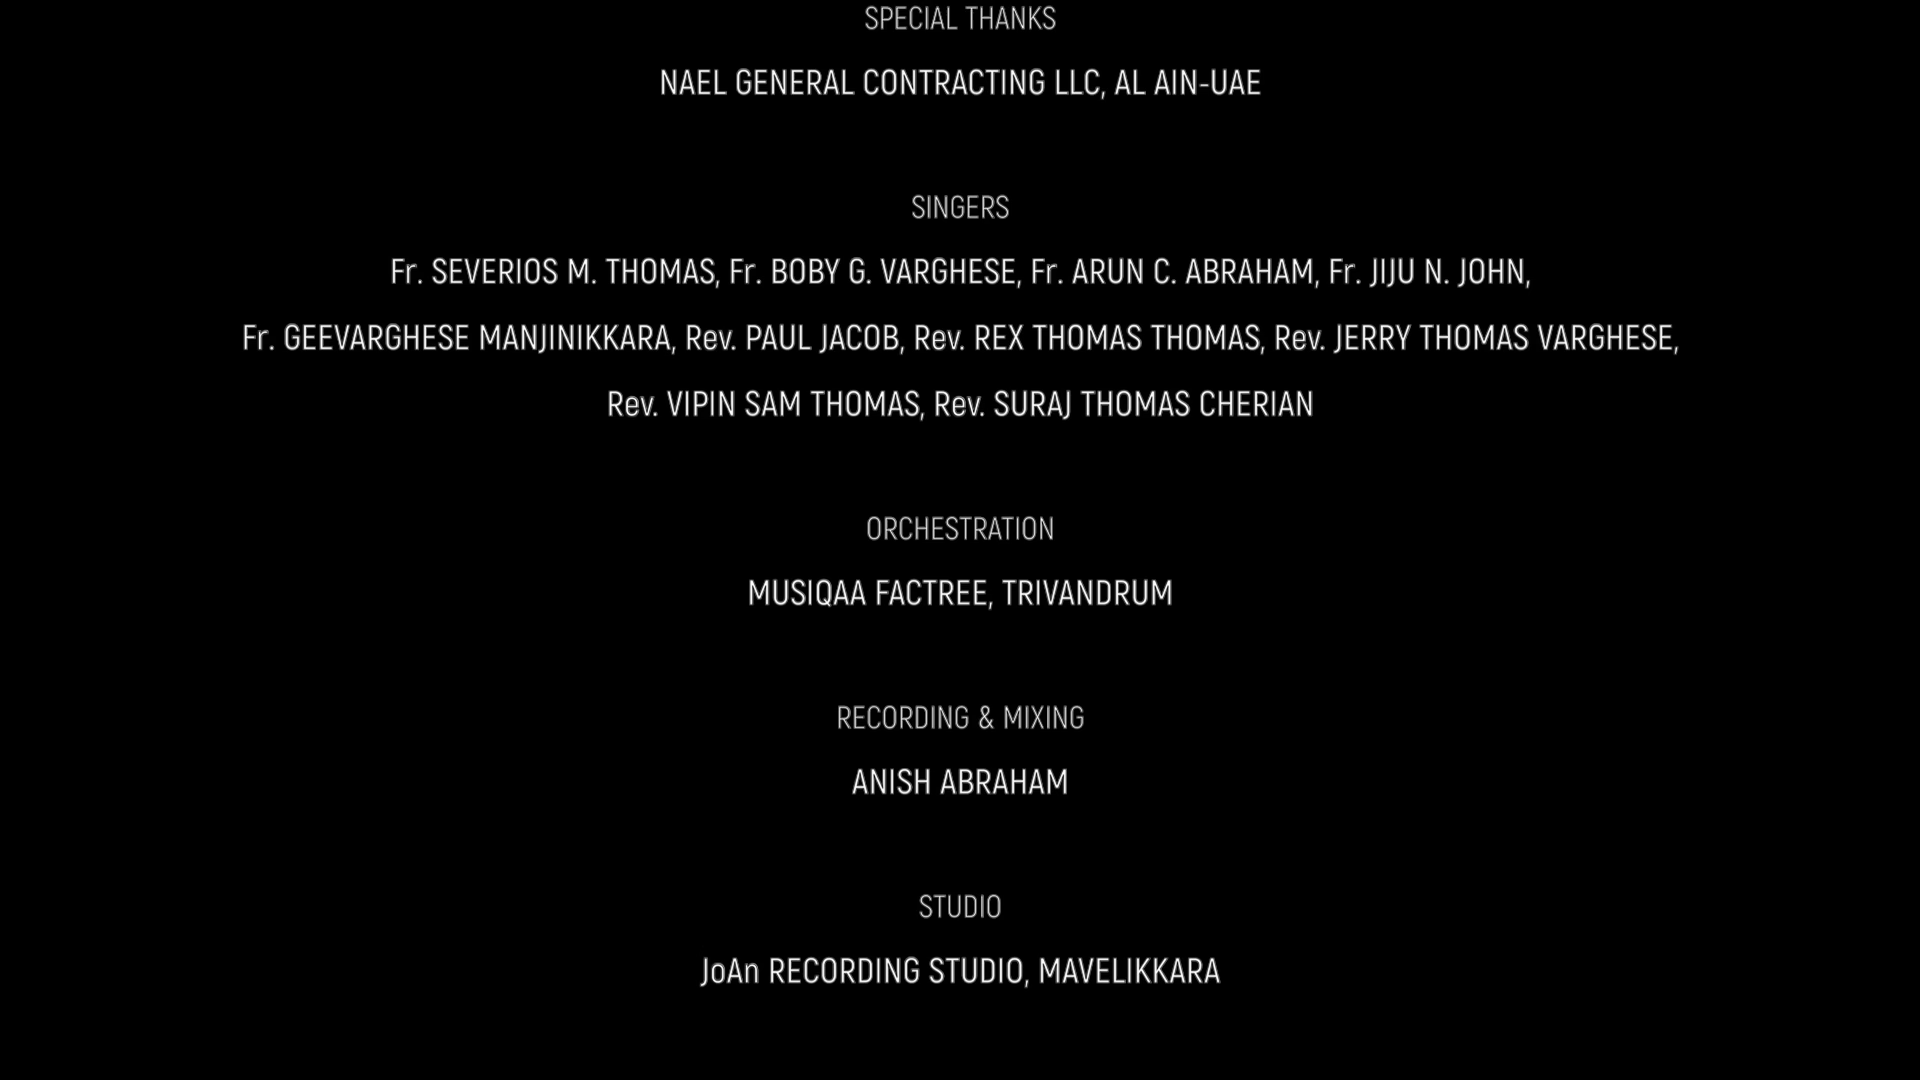 SPECIAL THANKS
NAEL GENERAL CONTRACTING LLC, AL AIN-UAE
SINGERS
Fr. SEVERIOS M. THOMAS, Fr. BOBY G. VARGHESE, Fr. ARUN C. ABRAHAM, Fr. JIJU N. JOHN,
Fr. GEEVARGHESE MANJINIKKARA, Rev. PAUL JACOB, Rev. REX THOMAS THOMAS, Rev. JERRY THOMAS VARGHESE,
Rev. VIPIN SAM THOMAS, Rev. SURAJ THOMAS CHERIAN
ORCHESTRATION
MUSIQAA FACTREE, TRIVANDRUM
RECORDING & MIXING
ANISH ABRAHAM
STUDIO
JoAn RECORDING STUDIO, MAVELIKKARA